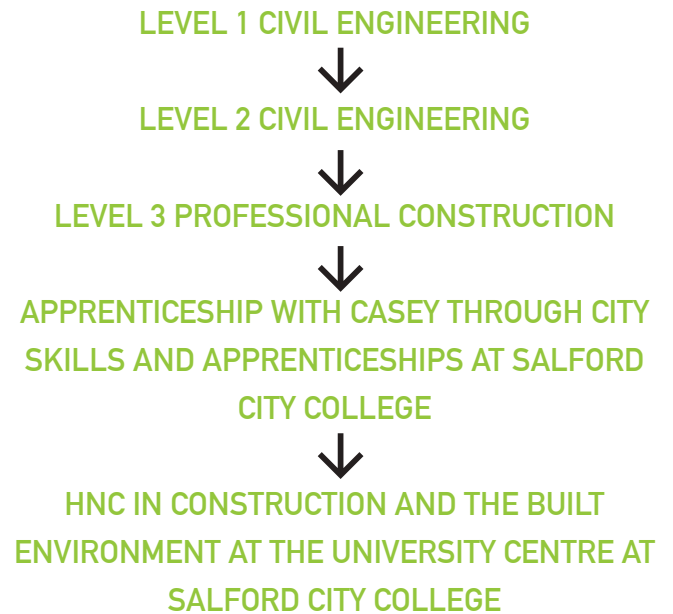 LEVEL 1 CIVIL ENGINEERING
LEVEL 2 CIVIL ENGINEERING
LEVEL 3 PROFESSIONAL CONSTRUCTION
APPRENTICESHIP WITH CASEY THROUGH CITY
SKILLS AND APPRENTICESHIPS AT SALFORD
CITY COLLEGE
HNC IN CONSTRUCTION AND THE BUILT
ENVIRONMENT AT THE UNIVERSITY CENTRE AT
SALFORD CITY COLLEGE